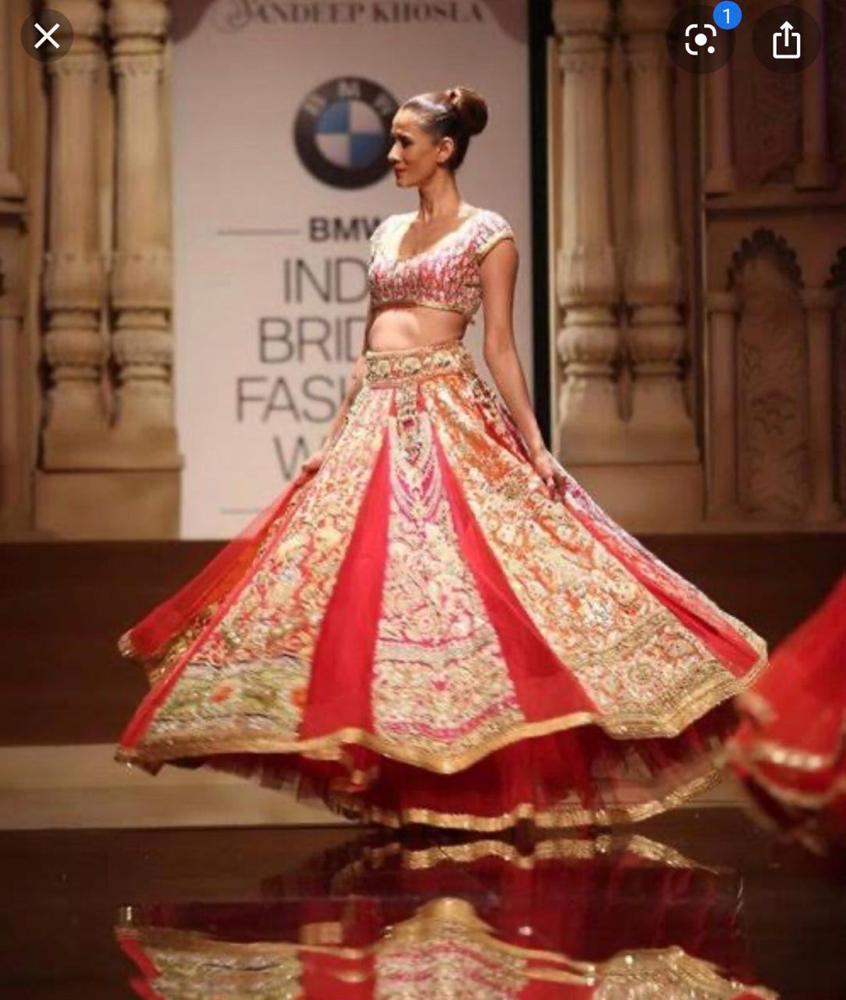 1
SANDEEP KHOSLA
BMW
BMW
IND
BRID
FASH
W